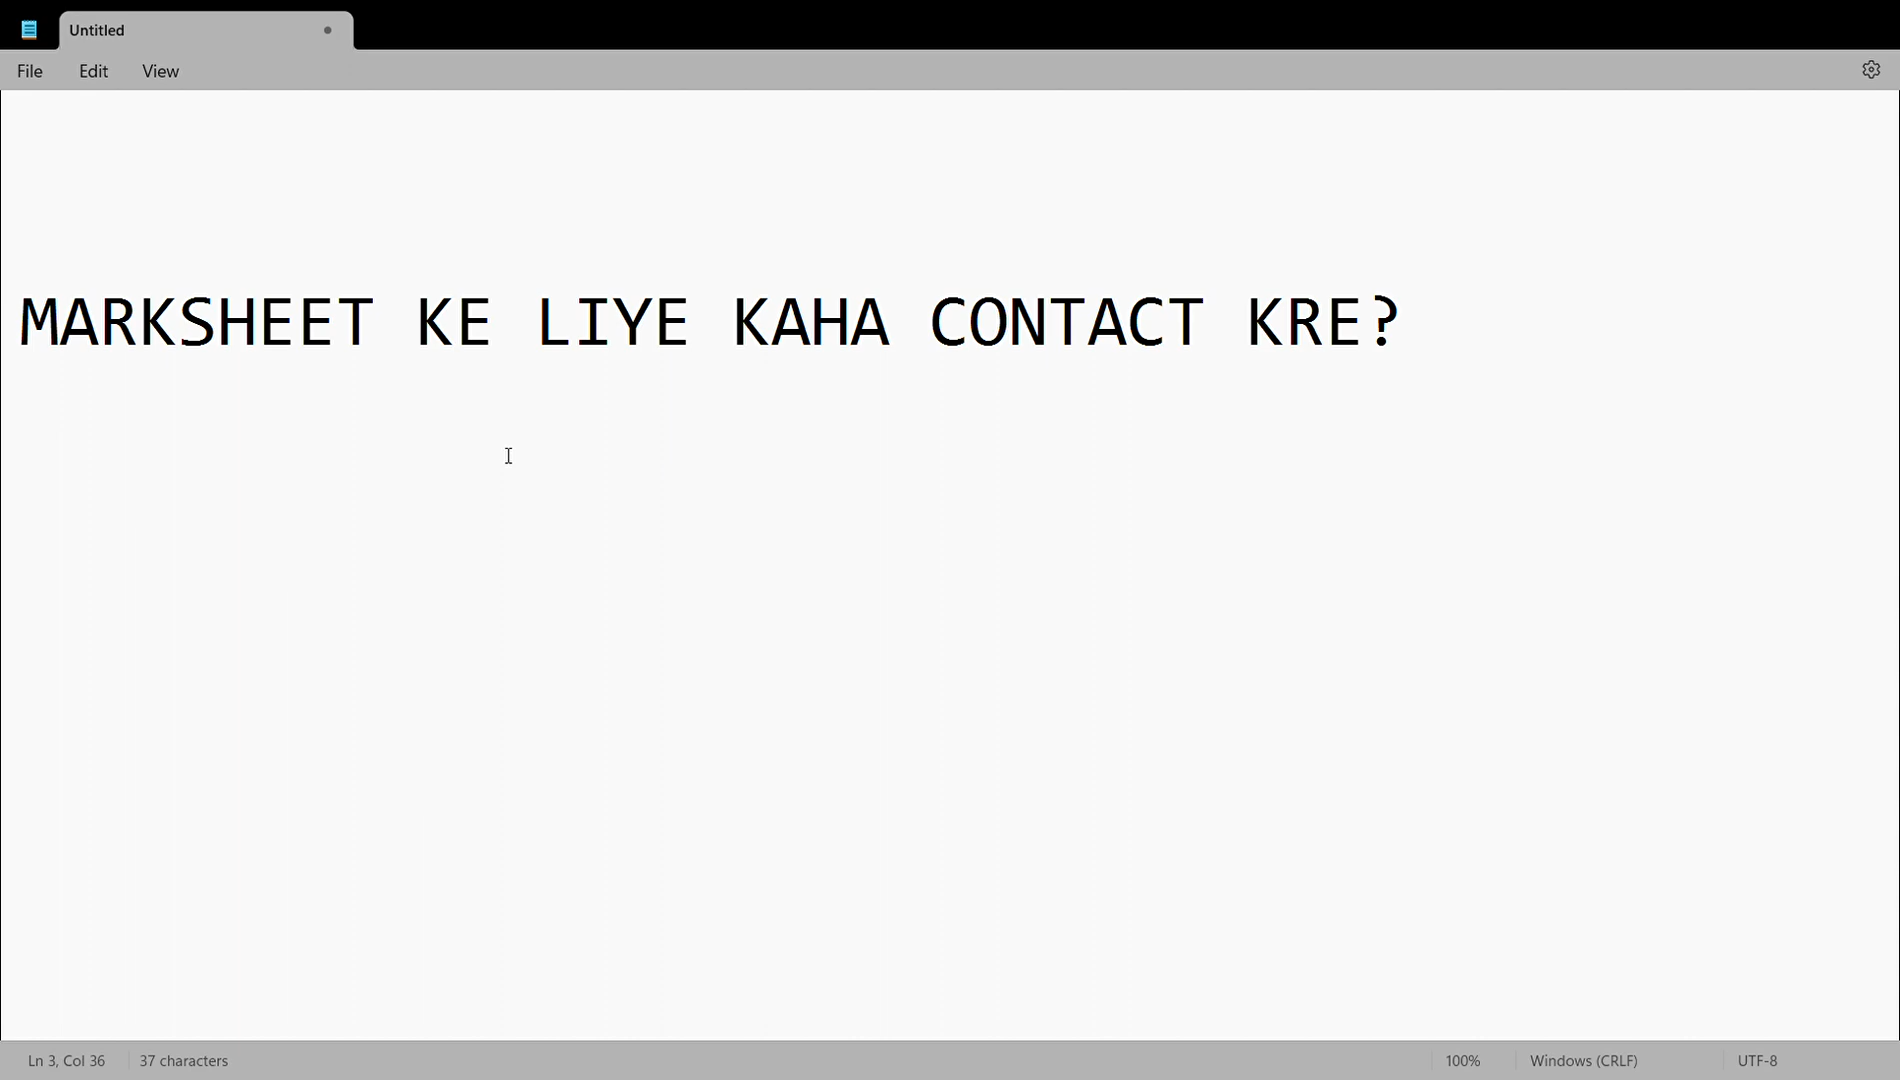 Untitled
File Edit View
MARKSHEET KE LIYE KAHA CONTACT KRE?
Ln 3, Col 36 37 characters 100% Windows (CRLF) UTF-8